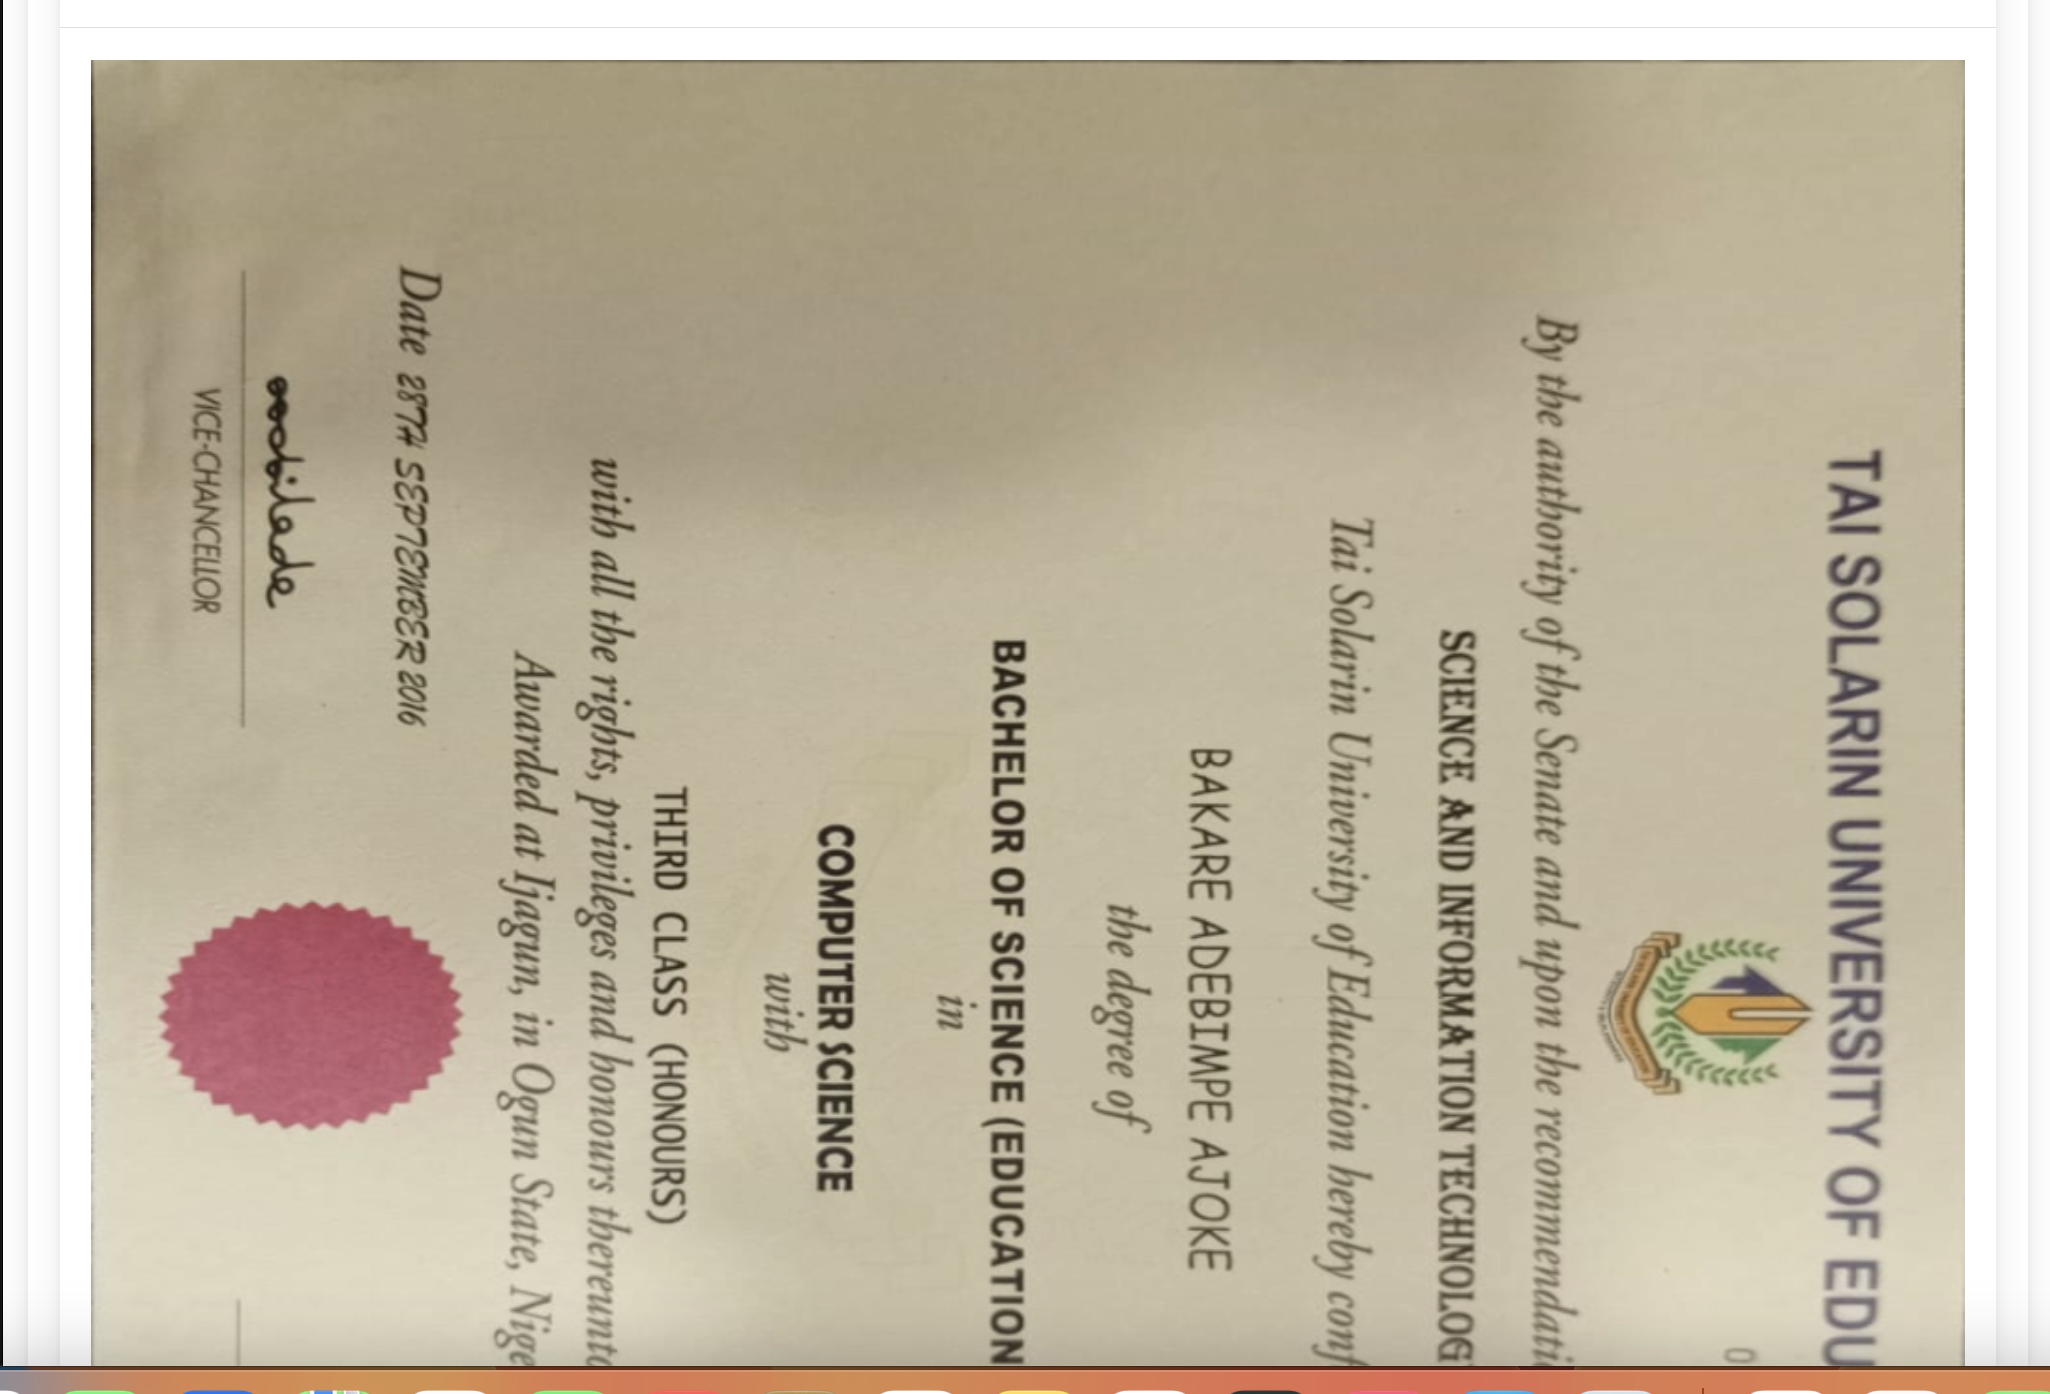 TAI SOLARIN UNIVERSITY OF EDU
0
By the authority of the Senate and upon the recommendati
SCIENCE AND INFORMATION TECHNOLOG
Tai Solarin University of Education hereby conf
BAKARE ADEBIMPE AJOKE
the degree of
BACHELOR OF SCIENCE (EDUCATION
in
COMPUTER SCIENCE
with
THIRD CLASS (HONOURS)
with all the rights, privileges and honours thereunto
Awarded at Ijagun, in Ogun State, Nige
Date 28TH SEPTEMBER 2016
VICE-CHANCELLOR